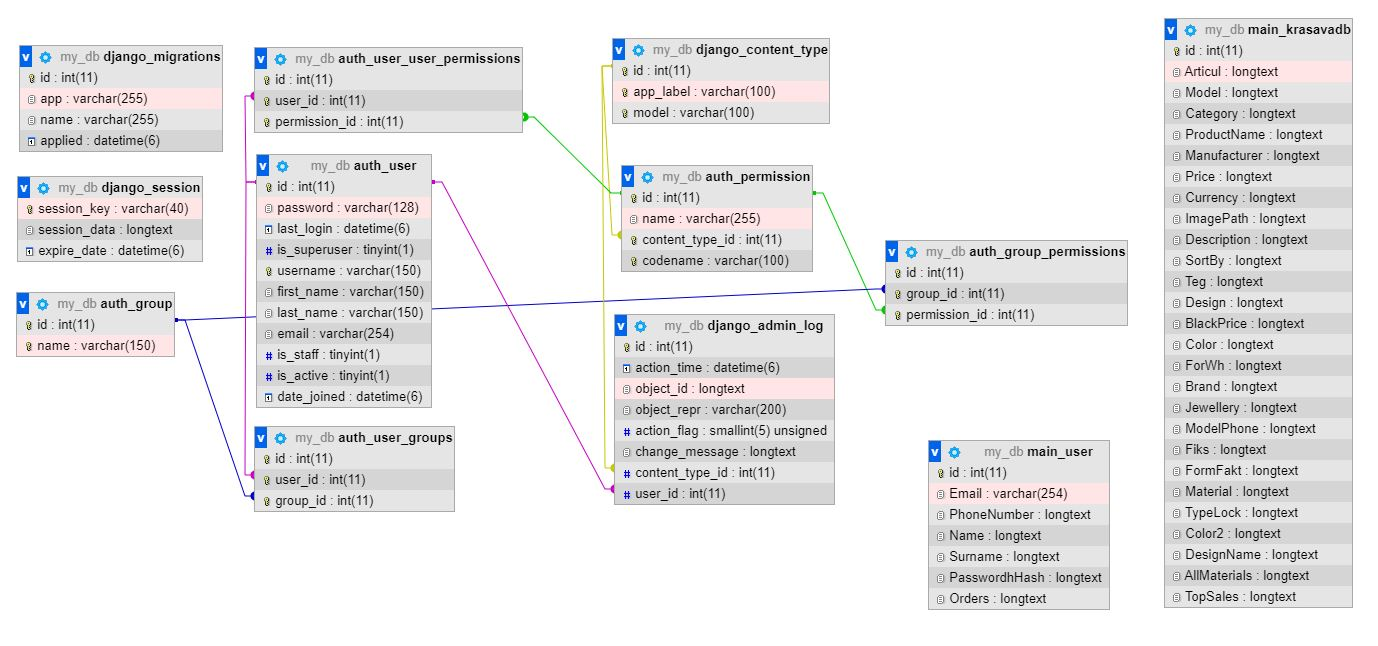 my_db django_migrations
id : int(11)
app : varchar(255)
name : varchar(255)
applied : datetime(6)
my_db django_session
session_key : varchar(40)
session_data : longtext
expire_date : datetime(6)
my_db auth_group
id : int(11)
name : varchar(150)
my_db auth_user_user_permissions
id : int(11)
user_id : int(11)
permission_id : int(11)
my_db auth_user
id : int(11)
password : varchar(128)
last_login : datetime(6)
is_superuser : tinyint(1)
username : varchar(150)
first_name : varchar(150)
last_name : varchar(150)
email : varchar(254)
is_staff : tinyint(1)
is_active : tinyint(1)
date_joined : datetime(6)
my_db auth_user_groups
id : int(11)
user_id : int(11)
group_id : int(11)
my_db django_content_type
id : int(11)
app_label : varchar(100)
model : varchar(100)
my_db auth_permission
id : int(11)
name : varchar(255)
content_type_id : int(11)
codename : varchar(100)
my_db django_admin_log
id : int(11)
action_time : datetime(6)
object_id : longtext
object_repr : varchar(200)
action_flag : smallint(5) unsigned
change_message : longtext
content_type_id : int(11)
user_id : int(11)
my_db auth_group_permissions
id : int(11)
group_id : int(11)
permission_id : int(11)
my_db main_user
id : int(11)
Email : varchar(254)
PhoneNumber : longtext
Name : longtext
Surname : longtext
PasswordhHash : longtext
Orders : longtext
my_db main_krasavadb
id : int(11)
Articul : longtext
Model : longtext
Category : longtext
ProductName : longtext
Manufacturer : longtext
Price : longtext
Currency : longtext
ImagePath : longtext
Description : longtext
SortBy : longtext
Teg : longtext
Design : longtext
BlackPrice : longtext
Color : longtext
ForWh : longtext
Brand : longtext
Jewellery : longtext
ModelPhone : longtext
Fiks : longtext
FormFakt : longtext
Material : longtext
TypeLock : longtext
Color2 : longtext
DesignName : longtext
AllMaterials : longtext
TopSales : longtext